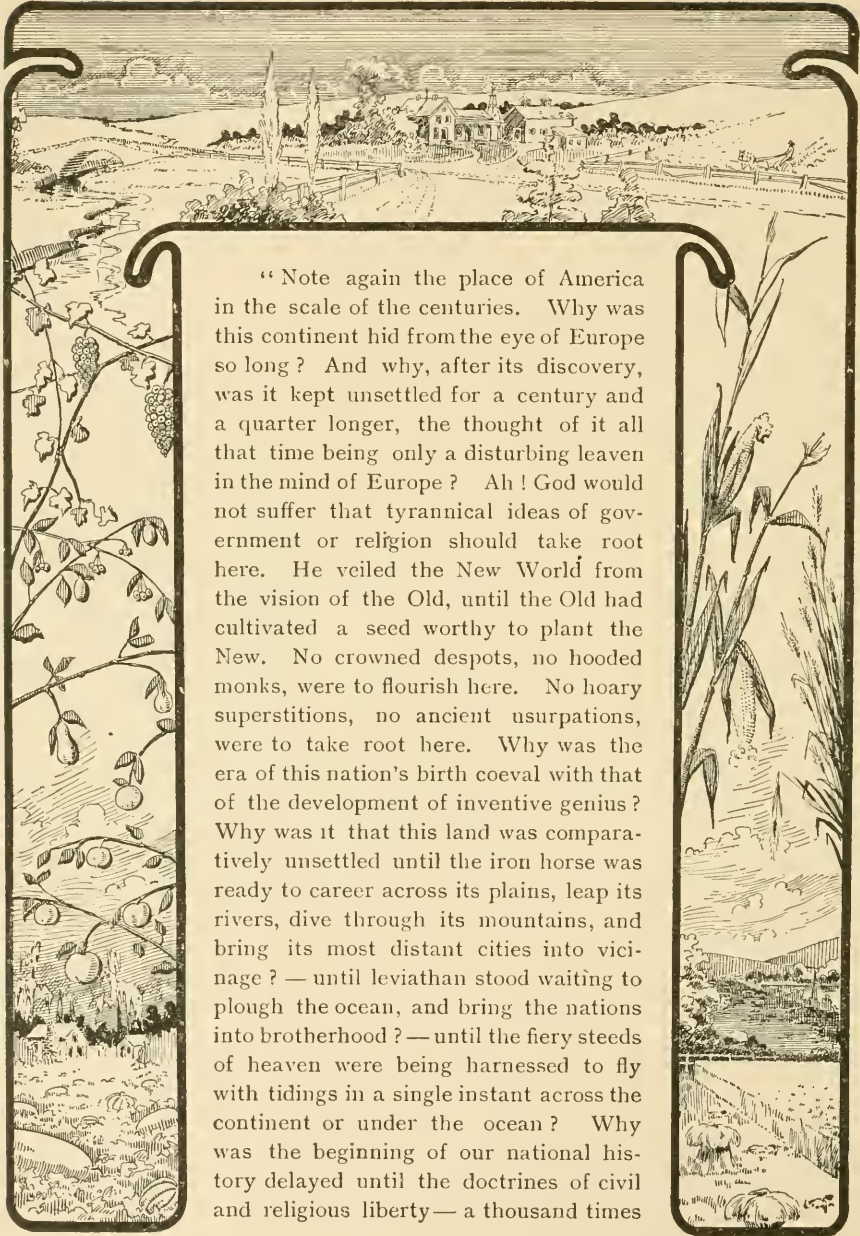 “ Note again the place of America
in the scale of the centuries. Why was
this continent hid from the eye of Europe
so long ? And why, after its discovery,
was it kept unsettled for a century and
a quarter longer, the thought of it all
that time being only a disturbing leaven
in the mind of Europe ? Ah ! God would
not suffer that tyrannical ideas of gov-
ernment or religion should take root
here. He veiled the New World from
the vision of the Old, until the Old had
cultivated a seed worthy to plant the
New. No crowned despots, no hooded
monks, were to flourish here. No hoary
superstitions, no ancient usurpations,
were to take root here. Why was the
era of this nation’s birth coeval with that
of the development of inventive genius ?
Why was it that this land was compara-
tively unsettled until the iron horse was
ready to career across its plains, leap its
rivers, dive through its mountains, and
bring its most distant cities into vici-
nage ? — until leviathan stood waiting to
plough the ocean, and bring the nations
into brotherhood ? — until the fiery steeds
of heaven were being harnessed to fly
with tidings in a single instant across the
continent or under the ocean ? Why
was the beginning of our national his-
tory delayed until the doctrines of civil
and religious liberty — a thousand times